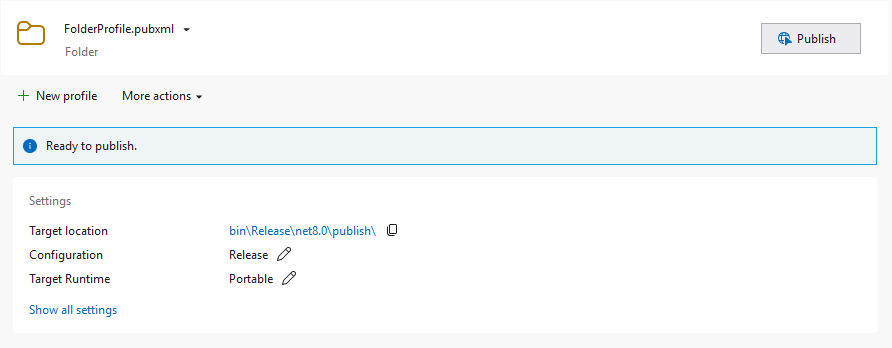 FolderProfile.pubxml
Folder
Publish
New profile More actions
Ready to publish.
Settings
Target location bin\Release\net8.0\publish\
Configuration Release
Target Runtime Portable
Show all settings